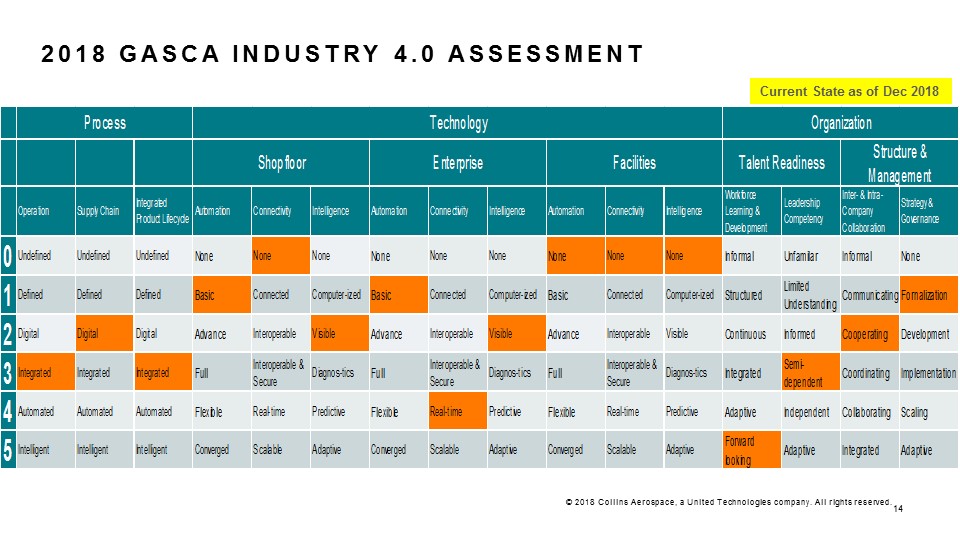 2018 GASCA INDUSTRY 4.0 ASSESSMENT
Current State as of Dec 2018
Process Technology Organization
Shopfloor Enterprise Facilities Talent Readiness Structure & Management
Operation Supply Chain Integrated Product Lifecycle Automation Connectivity Intelligence Automation Connectivity Intelligence Automation Connectivity Intelligence Workforce Learning & Development Leadership Competency Inter- & Intra- Company Collaboration Strategy & Governance
0 Undefined Undefined Undefined None None None None None None None None None Informal Unfamilar Informal None
1 Defined Defined Defined Basic Connected Computer-ized Basic Connected Computer-ized Basic Connected Computer-ized Structured Limited Understanding Communicating Formalization
2 Digital Digital Digital Advance Interoperable Visible Advance Interoperable Visible Advance Interoperable Visible Continuous Informed Cooperating Development
3 Integrated Integrated Integrated Full Interoperable & Secure Diagnos-tics Full Interoperable & Secure Diagnos-tics Full Interoperable & Secure Diagnos-tics Integrated Semi-dependent Coordinating Implementation
4 Automated Automated Automated Flexible Real-time Predictive Flexible Real-time Predictive Flexible Real-time Predictive Adaptive Independent Collaborating Scaling
5 Intelligent Intelligent Intelligent Converged Scalable Adaptive Converged Scalable Adaptive Converged Scalable Adaptive Forward looking Adaptive Integrated Adaptive
© 2018 Collins Aerospace, a United Technologies company. All rights reserved.
14